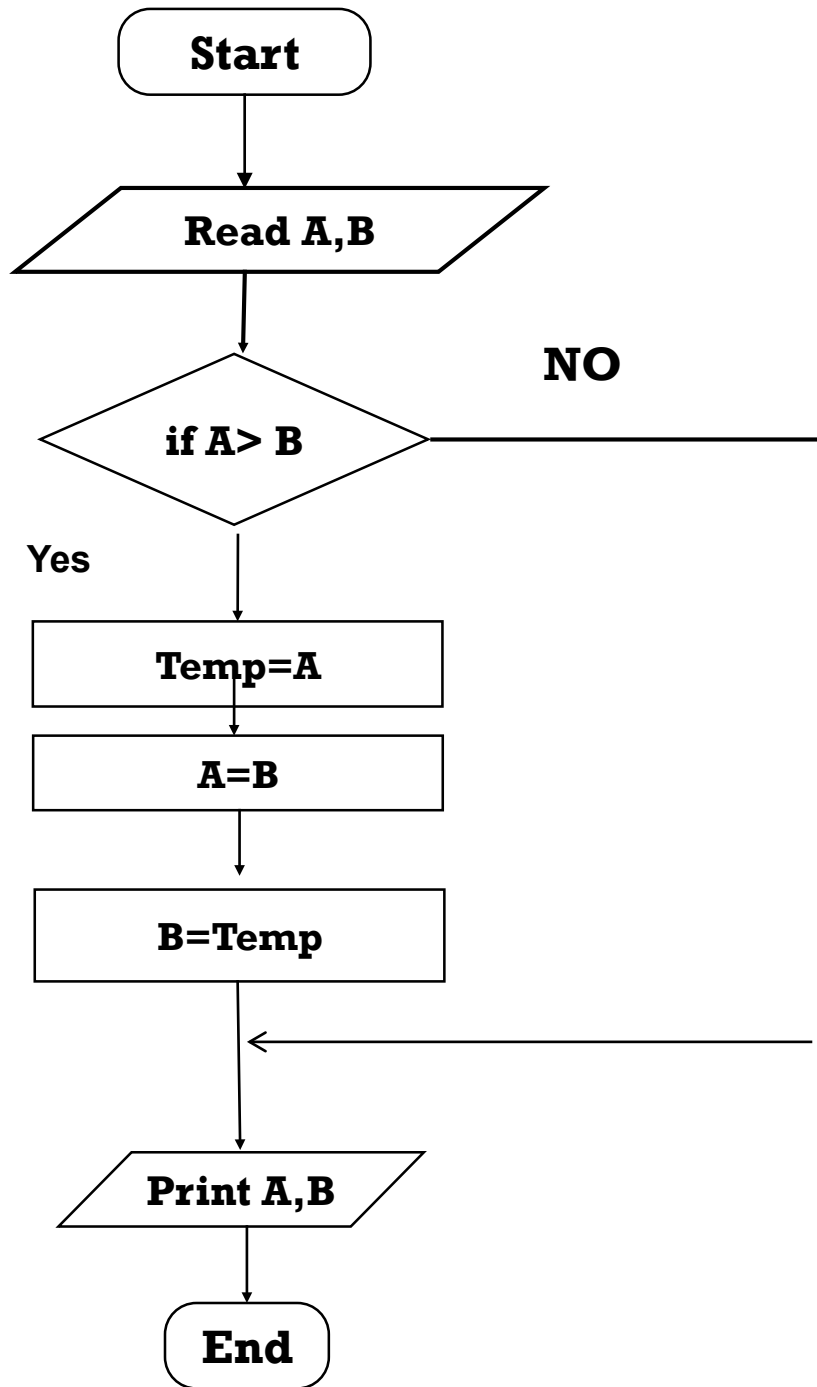 Start
Read A,B
NO
if A> B
Yes
Temp=A
A=B
B=Temp
Print A,B
End